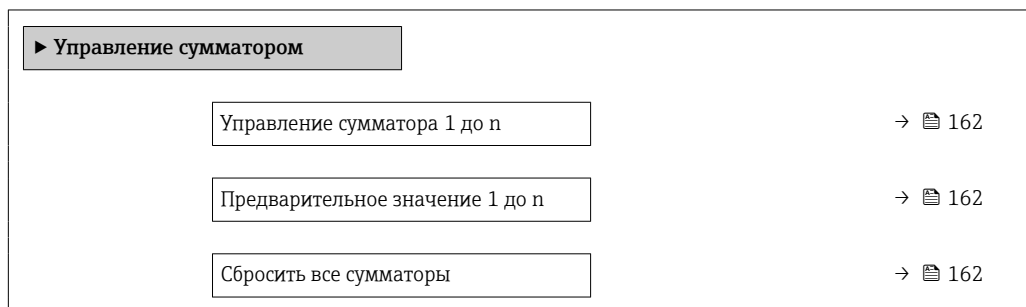 ▶ Управление сумматором
Управление сумматора 1 до n → 162
Предварительное значение 1 до n → 162
Сбросить все сумматоры → 162